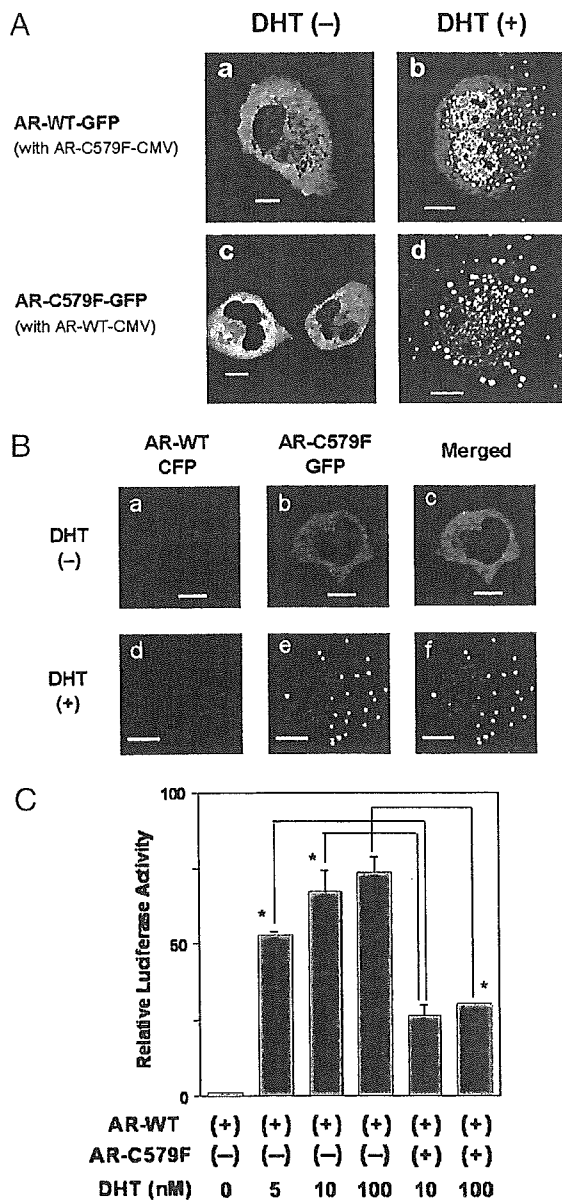 A
DHT (–) DHT (+)
a b
AR-WT-GFP
(with AR-C579F-CMV)
c d
AR-C579F-GFP
(with AR-WT-CMV)
B
AR-WT CFP AR-C579F GFP Merged
a b c
DHT (–)
d e f
DHT (+)
C
Relative Luciferase Activity
100
50
0
* * *
AR-WT (+) (+) (+) (+) (+) (+)
AR-C579F (–) (–) (–) (–) (+) (+)
DHT (nM) 0 5 10 100 10 100